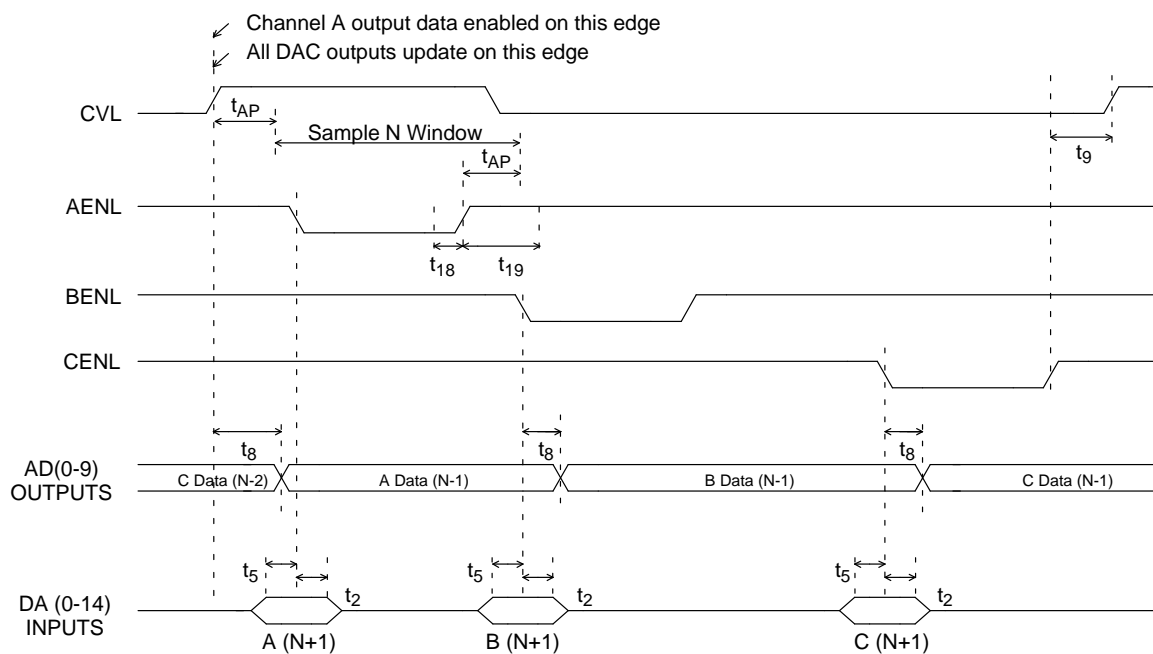 Channel A output data enabled on this edge
All DAC outputs update on this edge
CVL
tAP
Sample N Window
tAP
t9
AENL
t18
t19
BENL
CENL
t8
t8
t8
AD(0-9)
OUTPUTS
C Data (N-2)
A Data (N-1)
B Data (N-1)
C Data (N-1)
t5
t2
t5
t2
t5
t2
DA (0-14)
INPUTS
A (N+1)
B (N+1)
C (N+1)